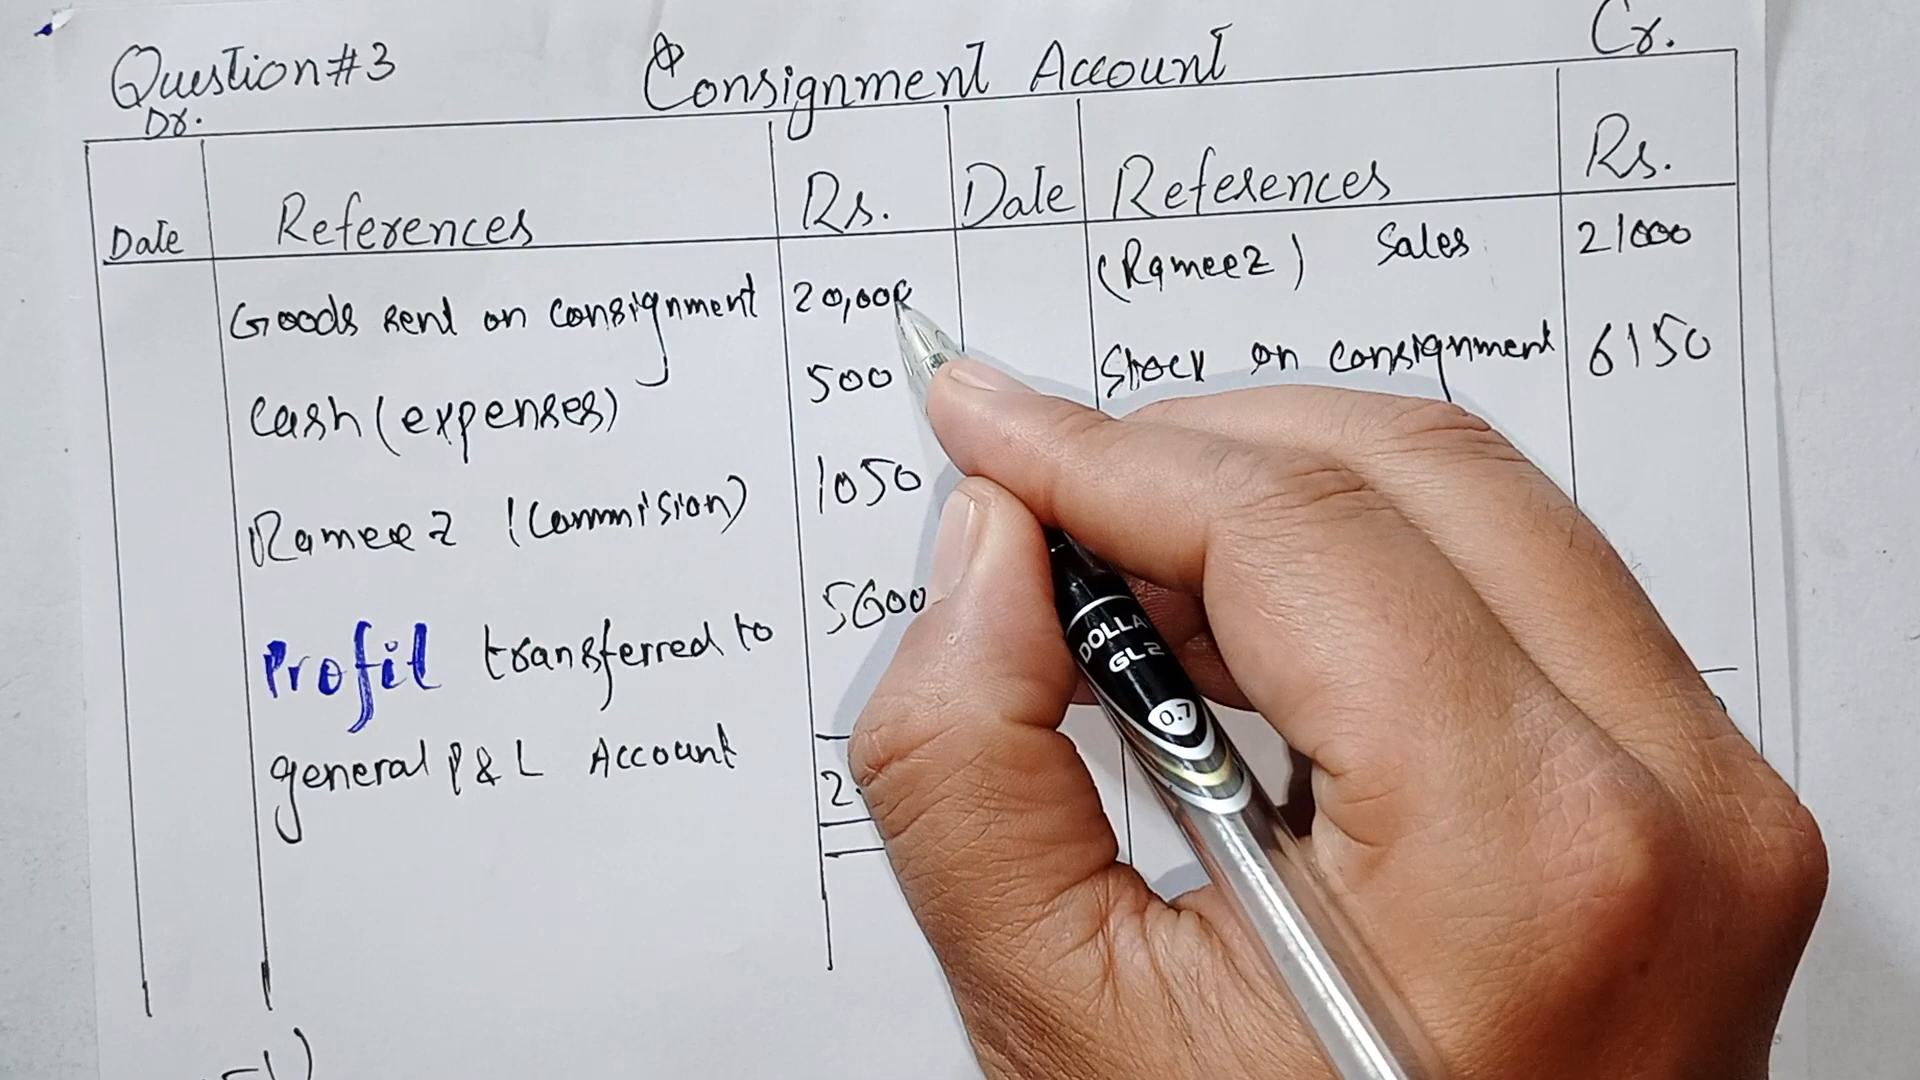 Question#3
Consignment Account
Cr.
Dr.
Date References Rs. Date References Rs.
Goods sent on consignment 20,000 (Rameez) Sales 21000
Cash (expenses) 500 Stock on consignment 6150
Rameez (Commision) 1050
Profit transferred to 5600
general P & L Account
2
DOLLA
GL2
0.7